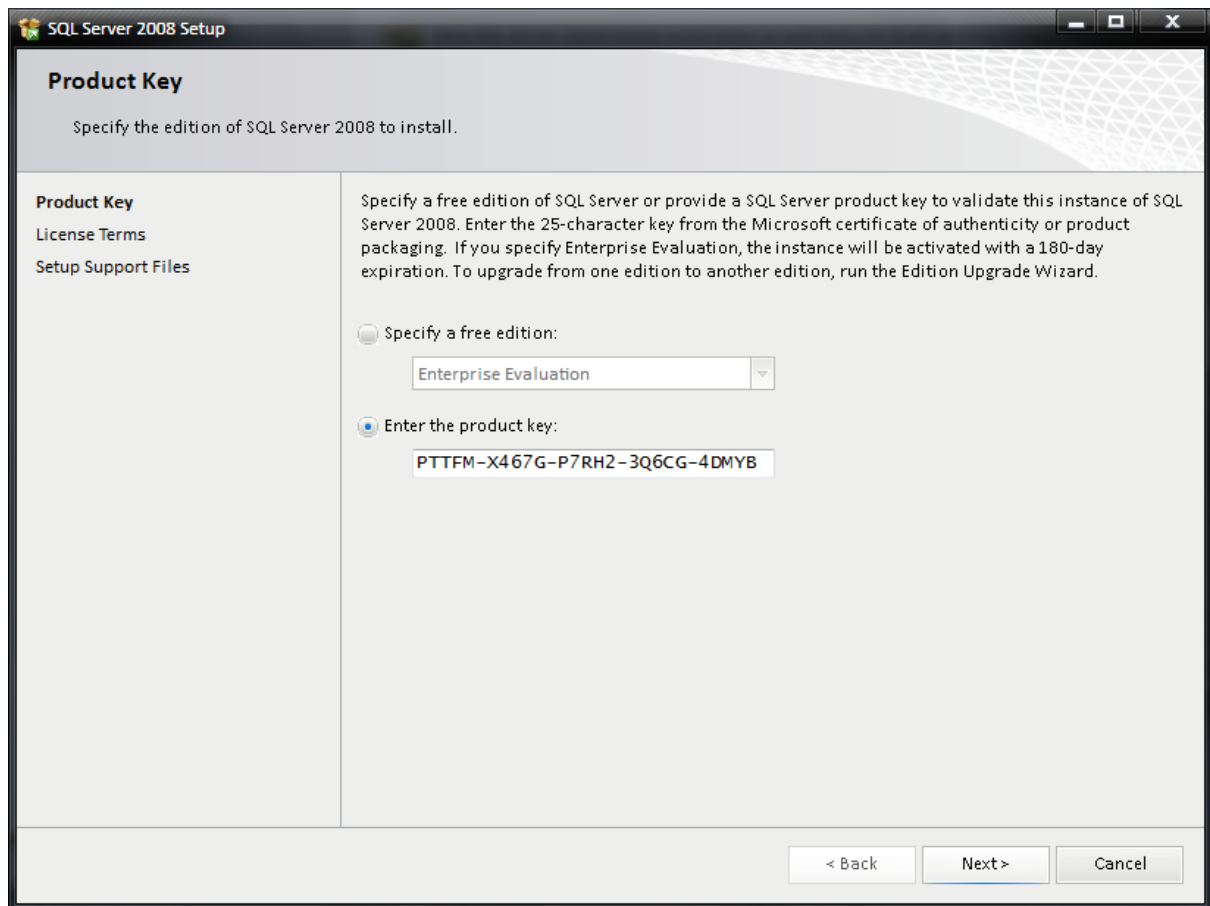 SQL Server 2008 Setup
Product Key
Specify the edition of SQL Server 2008 to install.
Product Key
License Terms
Setup Support Files
Specify a free edition of SQL Server or provide a SQL Server product key to validate this instance of SQL
Server 2008. Enter the 25-character key from the Microsoft certificate of authenticity or product
packaging. If you specify Enterprise Evaluation, the instance will be activated with a 180-day
expiration. To upgrade from one edition to another edition, run the Edition Upgrade Wizard.
Specify a free edition:
Enterprise Evaluation
Enter the product key:
PTTFM-X467G-P7RH2-3Q6CG-4DMYB
< Back
Next >
Cancel